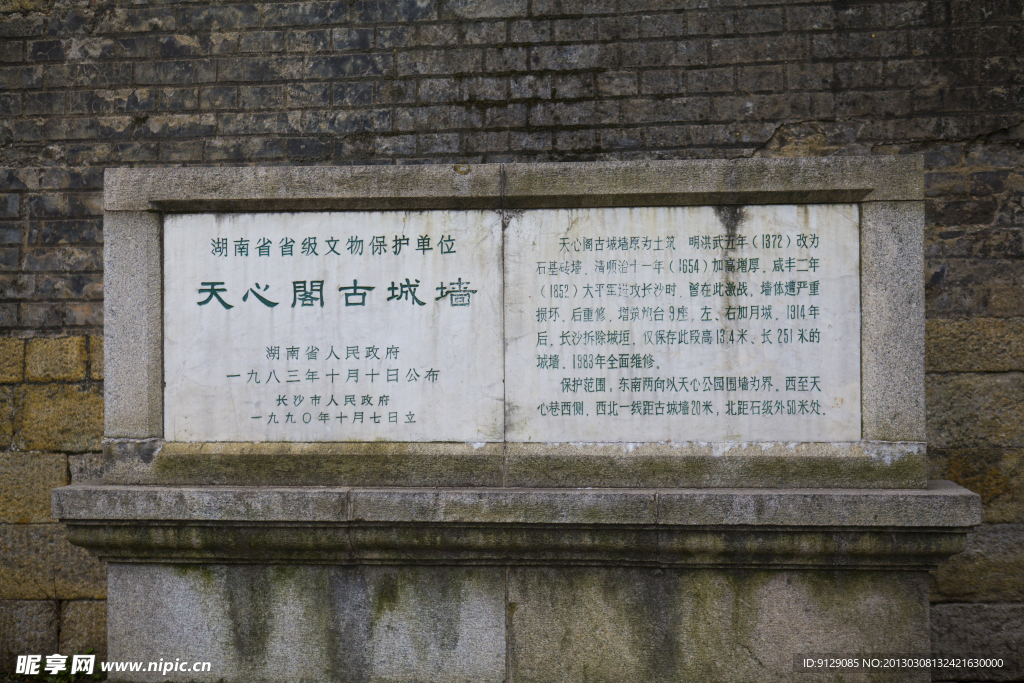 湖南省省级文物保护单位
天心阁古城墙
湖南省人民政府
一九八三年十月十日公布
长沙市人民政府
一九九〇年十月七日立
天心阁古城墙原为土筑 明洪武五年（1372）改为
石基砖墙。清顺治十一年（1654）加高增厚。咸丰二年
（1852）太平军进攻长沙时，曾在此激战，墙体遭严重
损坏，后重修，增筑炮台9座，左、右加月城，1914年
后，长沙拆除城垣，仅保存此段高13.4米、长251米的
城墙，1983年全面维修。
保护范围，东南两向以天心公园围墙为界，西至天
心巷西侧，西北一线距古城墙20米，北距石级外50米处。
昵享网 www.nipic.cn
ID:9129085 NO:20130308132421630000